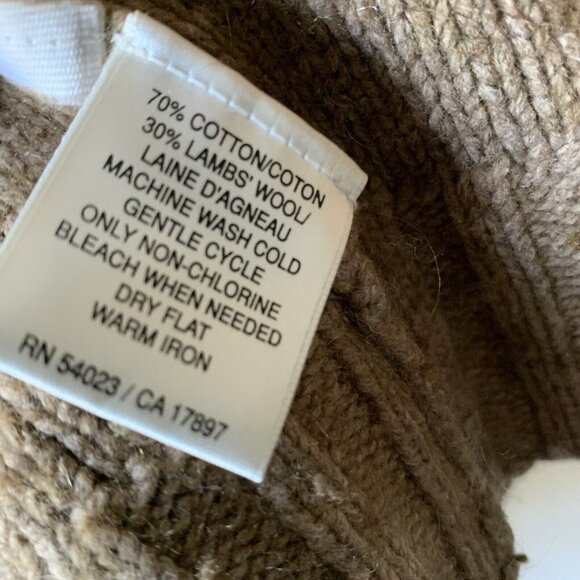 70% COTTON/COTON
30% LAMBS' WOOL/
LAINE D'AGNEAU
MACHINE WASH COLD
GENTLE CYCLE
ONLY NON-CHLORINE
BLEACH WHEN NEEDED
DRY FLAT
WARM IRON
RN 54023 / CA 17897